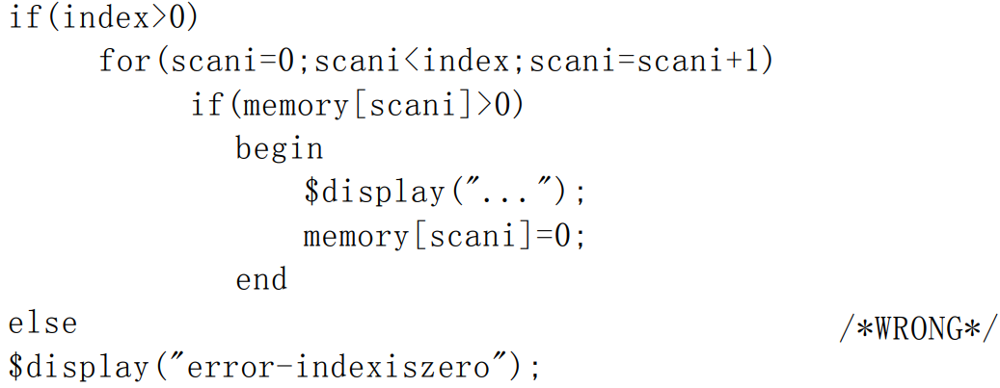 if(index>0)
for(scani=0;scani<index;scani=scani+1)
if(memory[scani]>0)
begin
$display("...");
memory[scani]=0;
end
else /*WRONG*/
$display("error-indexiszero");